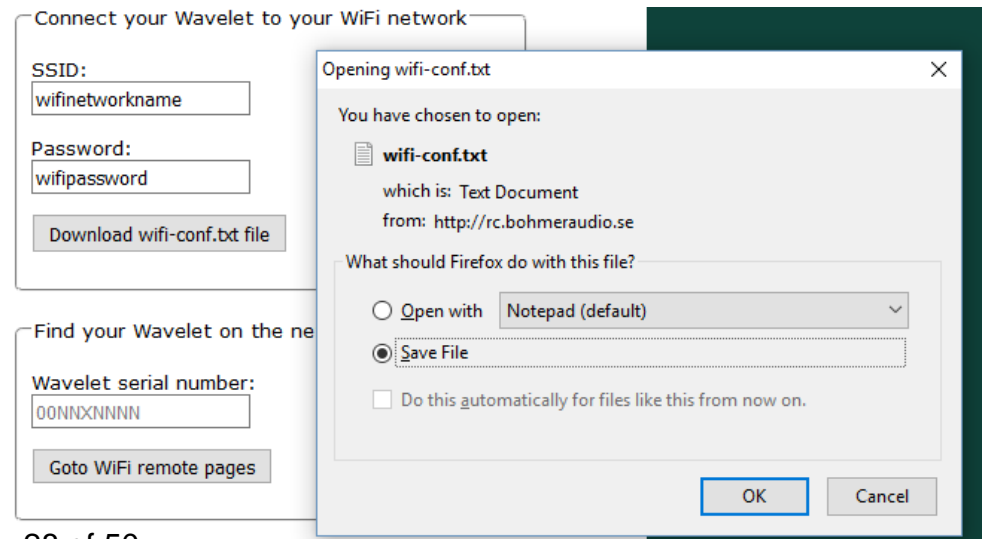 Connect your Wavelet to your WiFi network
SSID:
wifinetworkname
Password:
wifipassword
Download wifi-conf.txt file
Find your Wavelet on the ne
Wavelet serial number:
00NNXNNNN
Goto WiFi remote pages
Opening wifi-conf.txt
You have chosen to open:
wifi-conf.txt
which is: Text Document
from: http://rc.bohmeraudio.se
What should Firefox do with this file?
Open with Notepad (default)
Save File
Do this automatically for files like this from now on.
OK Cancel